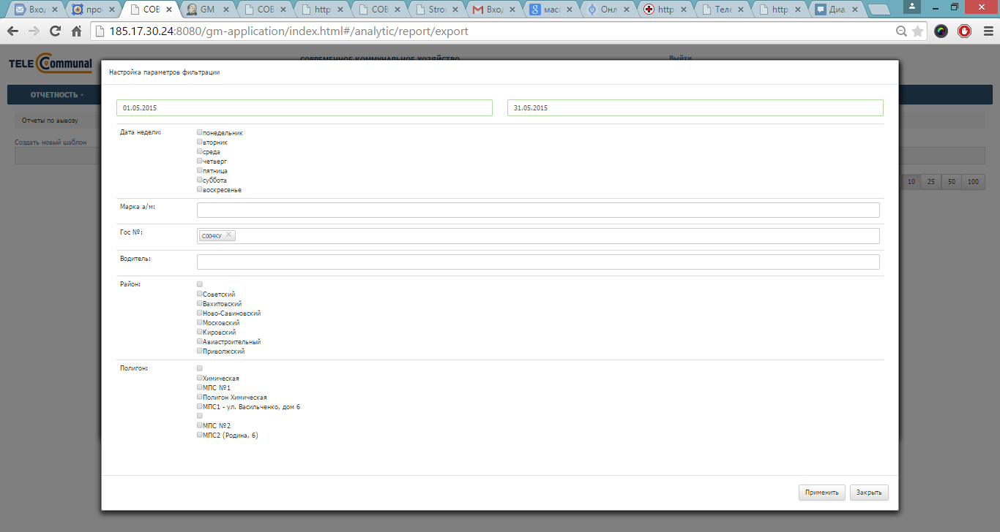 Вход
прос
СОВ
GM
СОВ
http
СОВ
Stro
Вход
масс
Онл
http
Теле
http
Диа
185.17.30.24:8080/gm-application/index.html#/analytic/report/export
TELE Communal
СОВРЕМЕННОЕ КОММУНАЛЬНОЕ ХОЗЯЙСТВО
Выйти
ОТЧЕТНОСТЬ
Отчеты по вывозу
Создать новый шаблон
10 25 50 100
Настройка параметров фильтрации
01.05.2015 31.05.2015
Дата недели: понедельник
вторник
среда
четверг
пятница
суббота
воскресенье
Марка а/м:
Гос №: С004КУ
Водитель:
Район:
Советский
Вахитовский
Ново-Савиновский
Московский
Кировский
Авиастроительный
Приволжский
Полигон:
Химическая
МПС №1
Полигон Химическая
МПС1 - ул. Васильченко, дом 6
МПС №2
МПС2 (Родина, 6)
Применить Закрыть